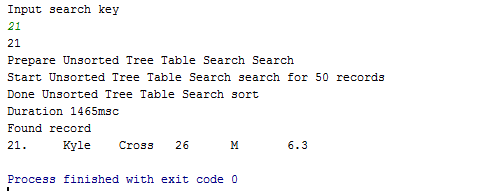 Input search key
21
21
Prepare Unsorted Tree Table Search Search
Start Unsorted Tree Table Search search for 50 records
Done Unsorted Tree Table Search sort
Duration 1465msc
Found record
21. Kyle Cross 26 M 6.3
Process finished with exit code 0